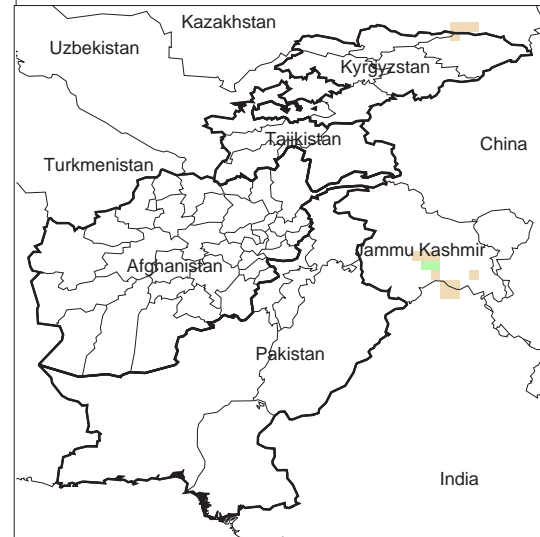 Kazakhstan
Uzbekistan
Kyrgyzstan
Tajikistan
China
Turkmenistan
Jammu Kashmir
Afghanistan
Pakistan
India